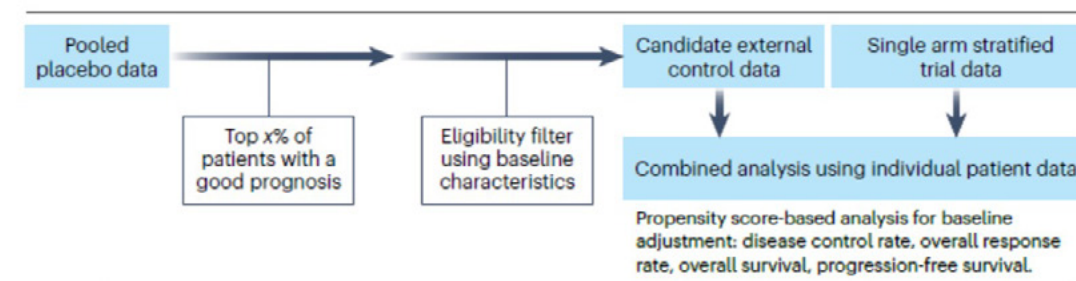 Pooled
placebo data
Top x% of
patients with a
good prognosis
Eligibility filter
using baseline
characteristics
Candidate external
control data
Single arm stratified
trial data
Combined analysis using individual patient data
Propensity score-based analysis for baseline
adjustment: disease control rate, overall response
rate, overall survival, progression-free survival.